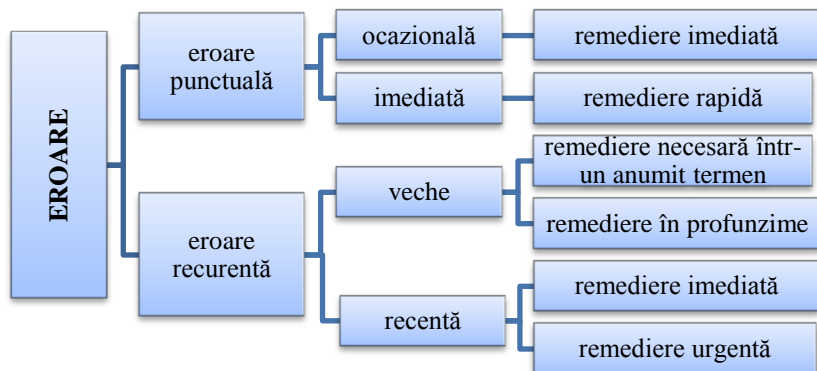 EROARE
eroare
punctuală
ocazională
remediere imediată
imediată
remediere rapidă
eroare
recurentă
veche
remediere necesară într-
un anumit termen
remediere în profunzime
recentă
remediere imediată
remediere urgentă